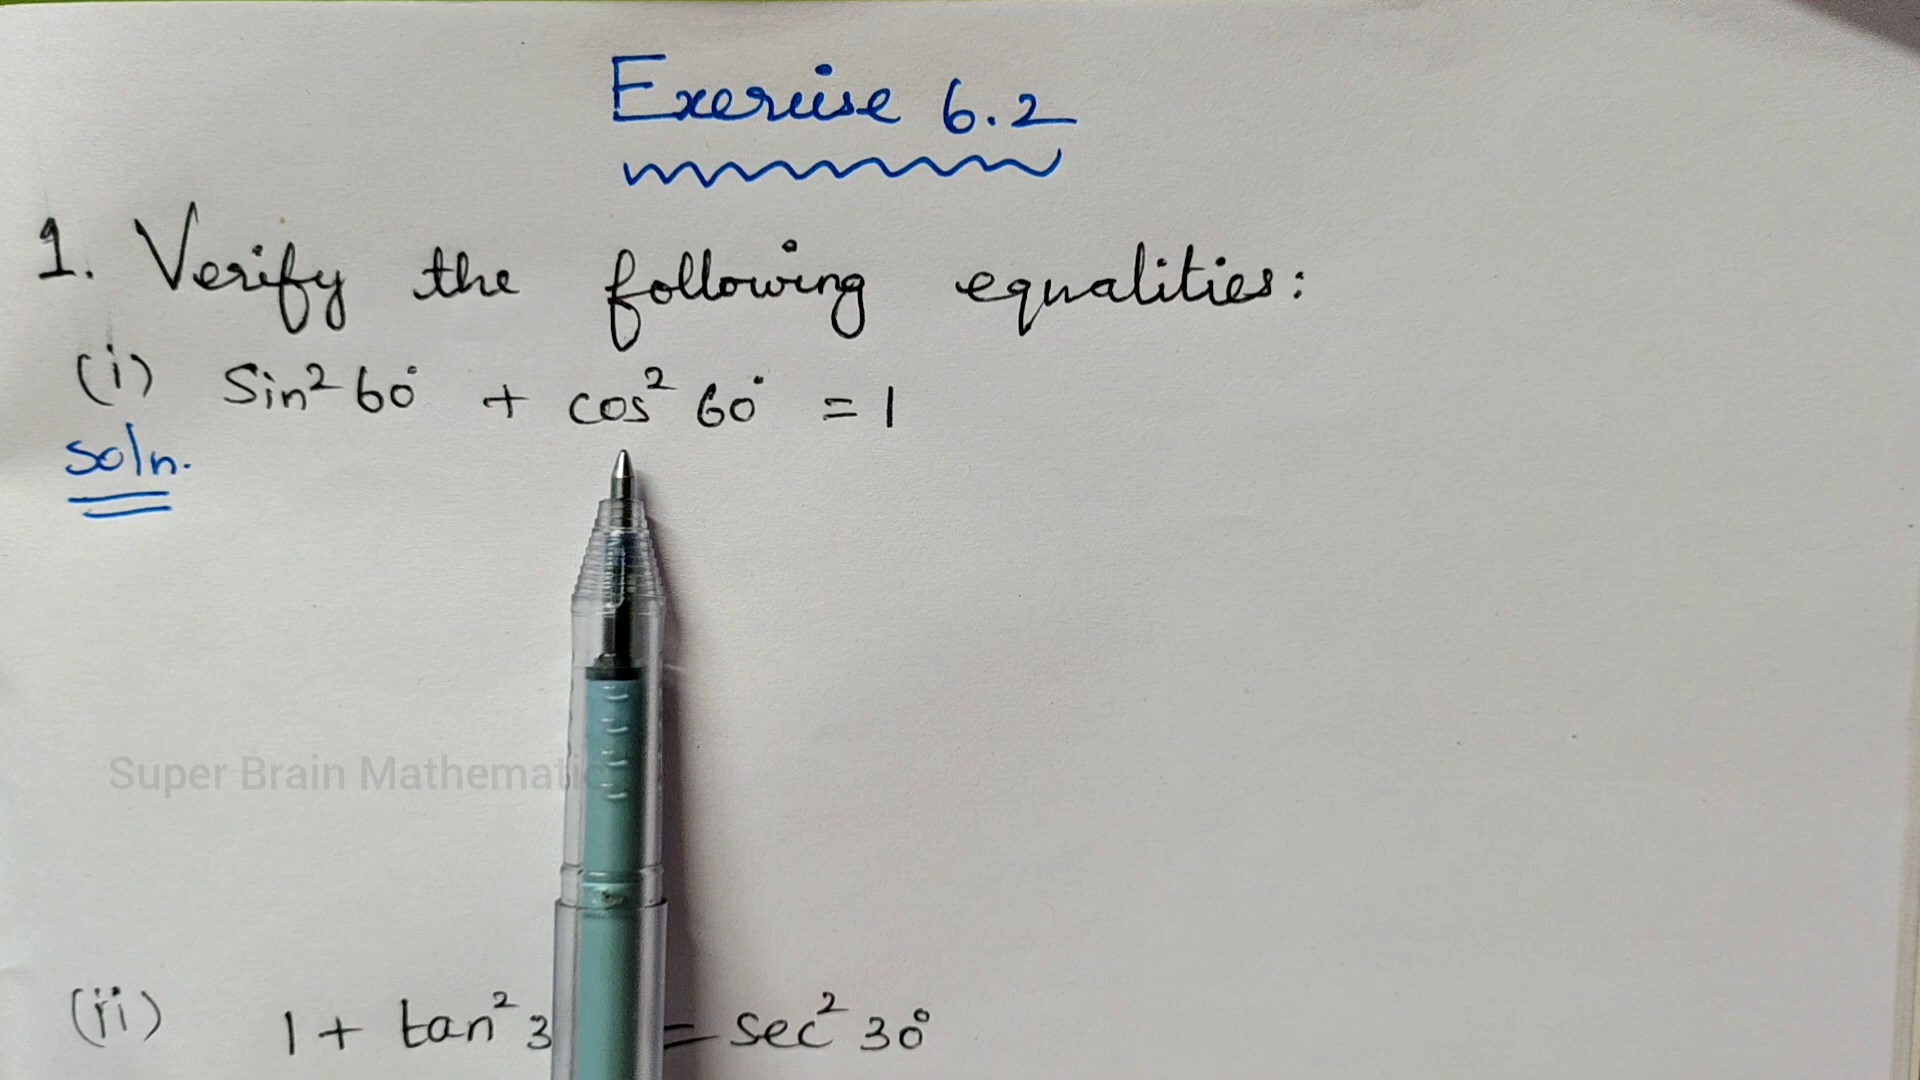 Exercise 6.2
1. Verify the following equalities:
(i) Sin² 60° + cos² 60° = 1
Soln.
Super Brain Mathemati
(ii) 1 + tan² 3 = sec² 30°